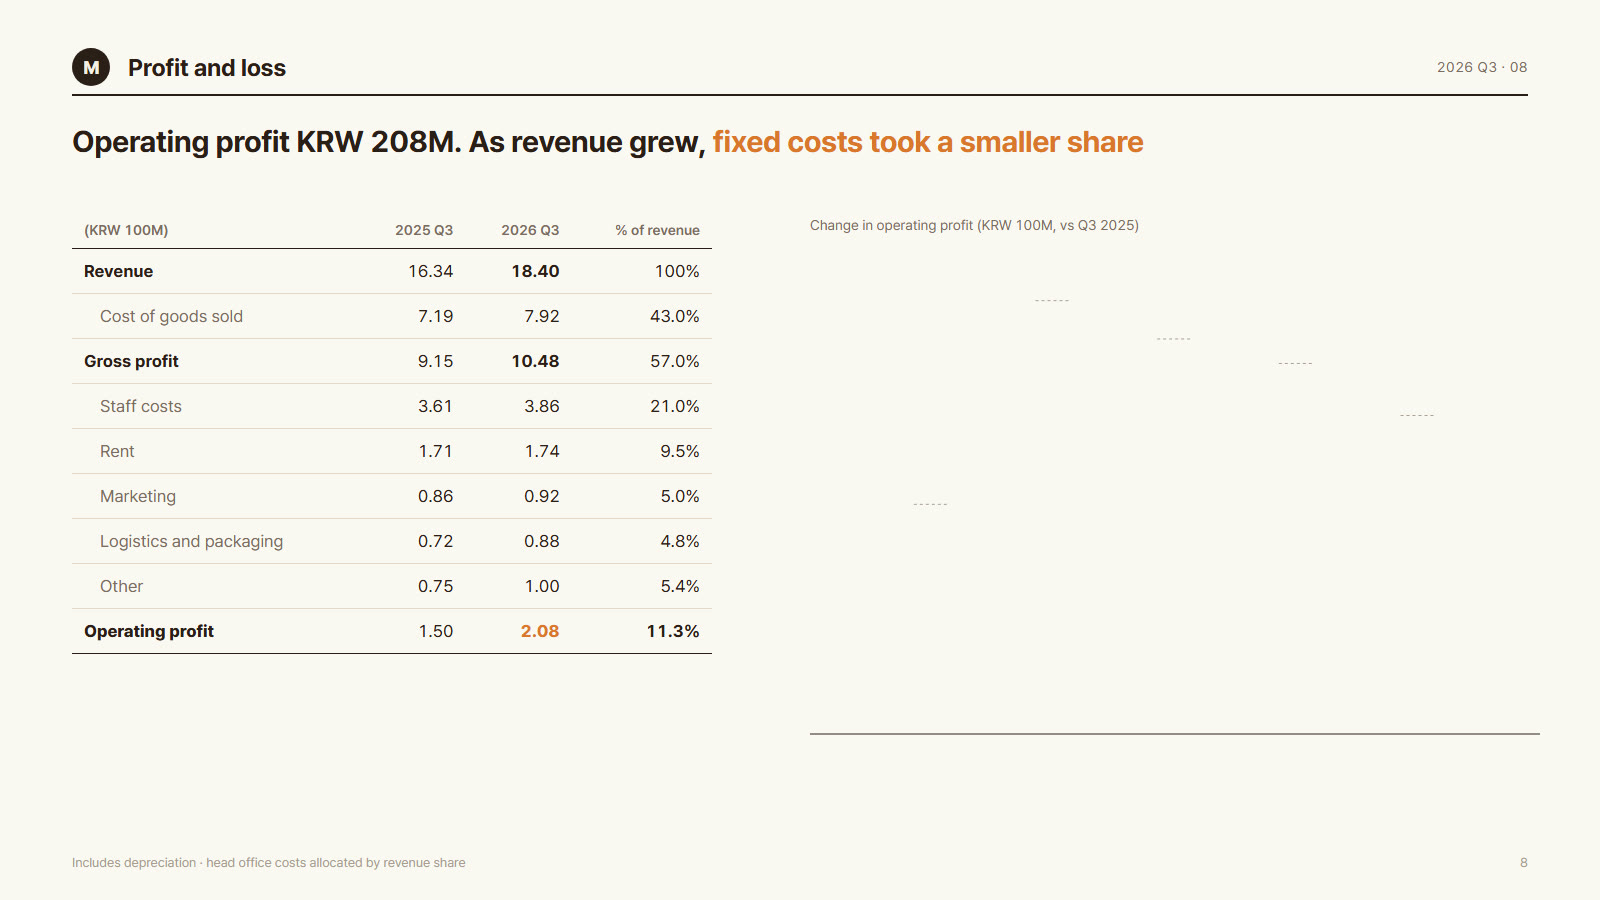 M Profit and loss
2026 Q3 · 08
Operating profit KRW 208M. As revenue grew, fixed costs took a smaller share
(KRW 100M) 2025 Q3 2026 Q3 % of revenue
Revenue 16.34 18.40 100%
Cost of goods sold 7.19 7.92 43.0%
Gross profit 9.15 10.48 57.0%
Staff costs 3.61 3.86 21.0%
Rent 1.71 1.74 9.5%
Marketing 0.86 0.92 5.0%
Logistics and packaging 0.72 0.88 4.8%
Other 0.75 1.00 5.4%
Operating profit 1.50 2.08 11.3%
Change in operating profit (KRW 100M, vs Q3 2025)
Includes depreciation · head office costs allocated by revenue share
8